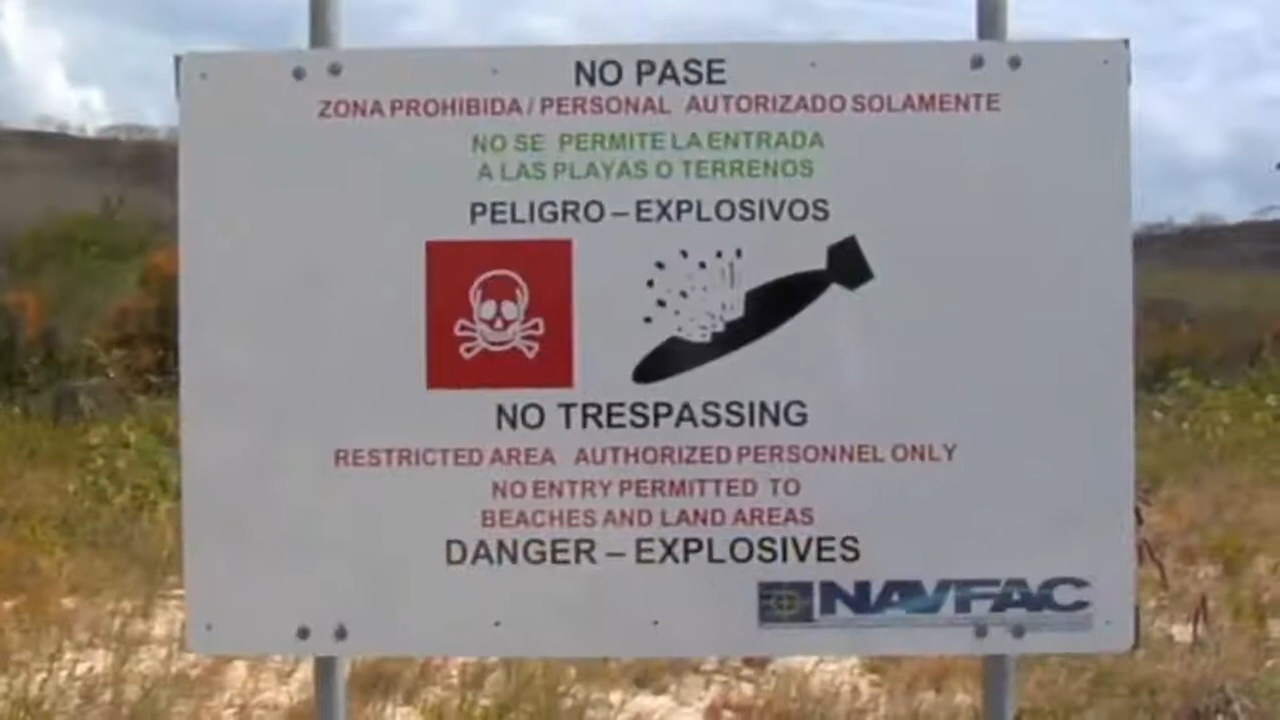 NO PASE
ZONA PROHIBIDA / PERSONAL AUTORIZADO SOLAMENTE
NO SE PERMITE LA ENTRADA
A LAS PLAYAS O TERRENOS
PELIGRO – EXPLOSIVOS
NO TRESPASSING
RESTRICTED AREA AUTHORIZED PERSONNEL ONLY
NO ENTRY PERMITTED TO
BEACHES AND LAND AREAS
DANGER – EXPLOSIVES
NAVFAC